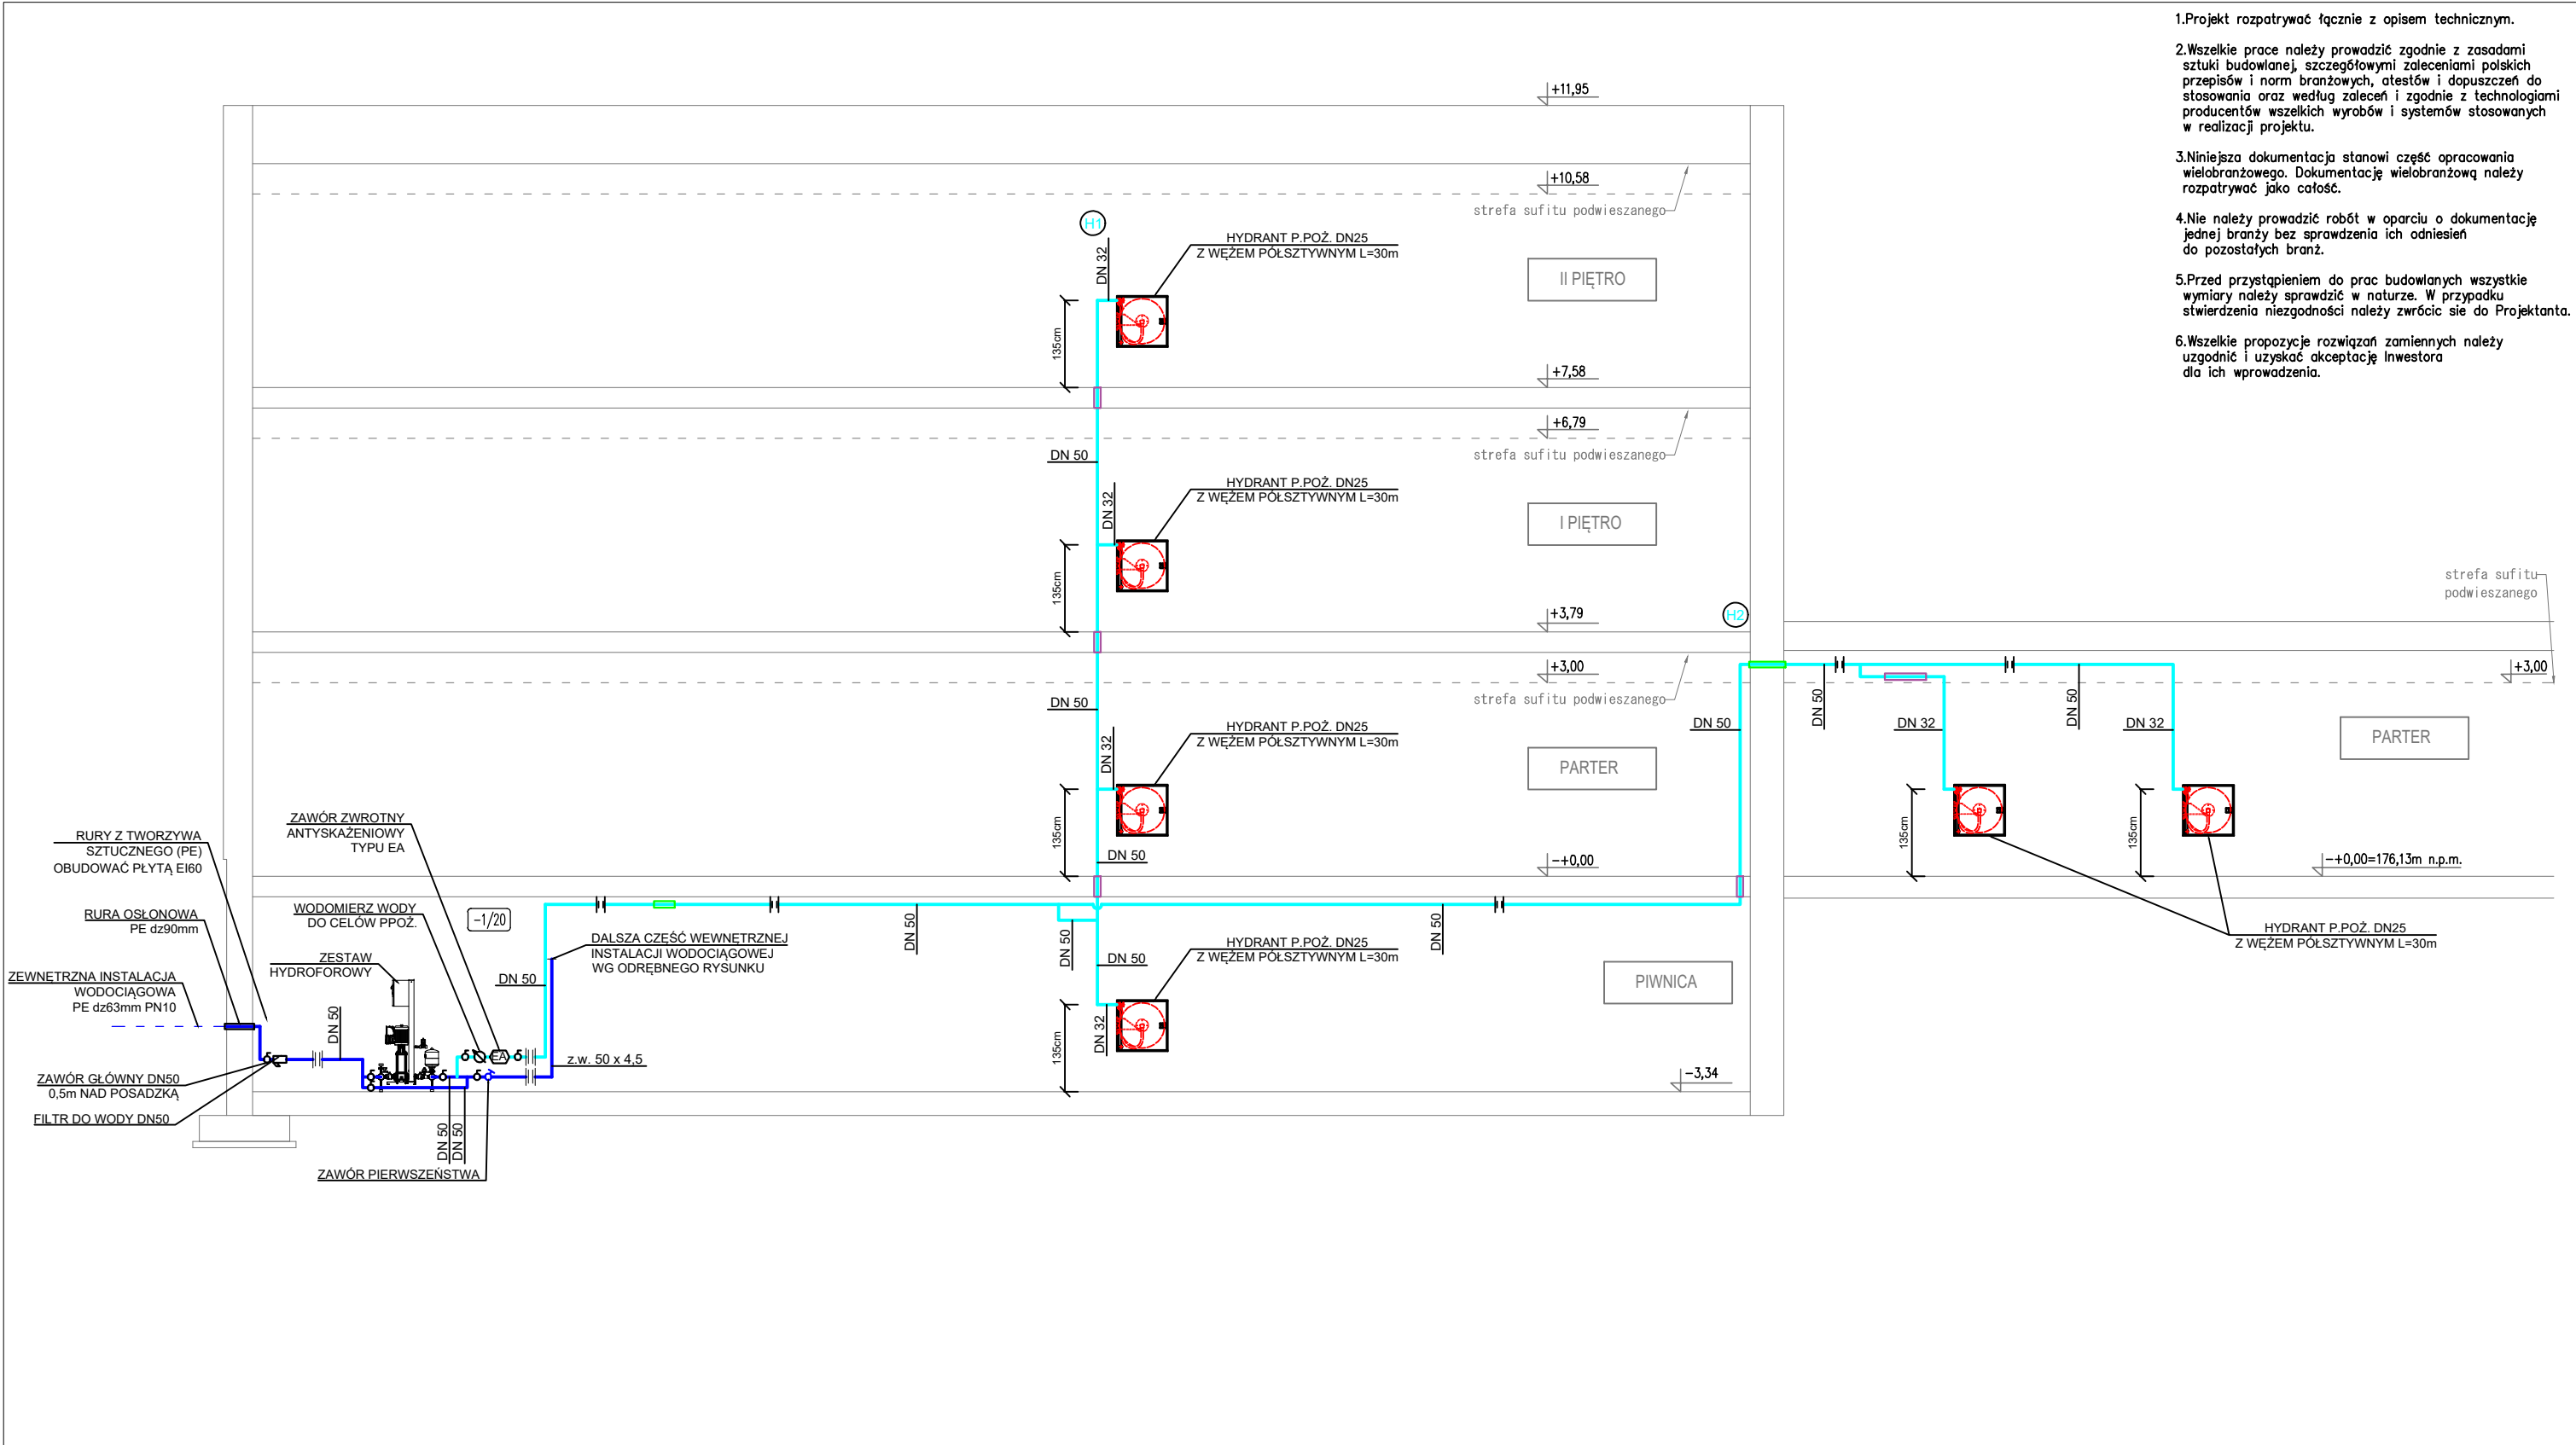 1.Projekt rozpatrywać łącznie z opisem technicznym.
2.Wszelkie prace należy prowadzić zgodnie z zasadami
sztuki budowlanej, szczegółowymi zaleceniami polskich
przepisów i norm branżowych, atestów i dopuszczeń do
stosowania oraz według zaleceń i zgodnie z technologiami
producentów wszelkich wyrobów i systemów stosowanych
w realizacji projektu.
3.Niniejsza dokumentacja stanowi część opracowania
wielobranżowego. Dokumentację wielobranżową należy
rozpatrywać jako całość.
4.Nie należy prowadzić robót w oparciu o dokumentację
jednej branży bez sprawdzenia ich odniesień
do pozostałych branż.
5.Przed przystąpieniem do prac budowlanych wszystkie
wymiary należy sprawdzić w naturze. W przypadku
stwierdzenia niezgodności należy zwrócic sie do Projektanta.
6.Wszelkie propozycje rozwiązań zamiennych należy
uzgodnić i uzyskać akceptację Inwestora
dla ich wprowadzenia.
+11,95
+10,58
strefa sufitu podwieszanego
H1
DN 32
HYDRANT P.POŻ. DN25
Z WĘŻEM PÓŁSZTYWNYM L=30m
II PIĘTRO
135cm
+7,58
+6,79
strefa sufitu podwieszanego
DN 50
DN 32
HYDRANT P.POŻ. DN25
Z WĘŻEM PÓŁSZTYWNYM L=30m
I PIĘTRO
135cm
+3,79
H2
strefa sufitu
podwieszanego
+3,00
+3,00
strefa sufitu podwieszanego
DN 50
DN 32
HYDRANT P.POŻ. DN25
Z WĘŻEM PÓŁSZTYWNYM L=30m
PARTER
DN 50
DN 50
DN 32
DN 50
DN 32
PARTER
135cm
135cm
135cm
DN 50
-+0,00
-+0,00=176,13m n.p.m.
ZAWÓR ZWROTNY
ANTYSKAŻENIOWY
TYPU EA
RURY Z TWORZYWA
SZTUCZNEGO (PE)
OBUDOWAĆ PŁYTĄ EI60
RURA OSŁONOWA
PE dz90mm
WODOMIERZ WODY
DO CELÓW PPOŻ.
-1/20
ZESTAW
HYDROFOROWY
ZEWNĘTRZNA INSTALACJA
WODOCIĄGOWA
PE dz63mm PN10
DALSZA CZĘŚĆ WEWNĘTRZNEJ
INSTALACJI WODOCIĄGOWEJ
WG ODRĘBNEGO RYSUNKU
DN 50
DN 50
DN 50
DN 50
DN 50
HYDRANT P.POŻ. DN25
Z WĘŻEM PÓŁSZTYWNYM L=30m
HYDRANT P.POŻ. DN25
Z WĘŻEM PÓŁSZTYWNYM L=30m
PIWNICA
DN 50
DN 32
135cm
EA
z.w. 50 x 4,5
-3,34
ZAWÓR GŁÓWNY DN50
0,5m NAD POSADZKĄ
FILTR DO WODY DN50
DN 50
DN 50
ZAWÓR PIERWSZEŃSTWA